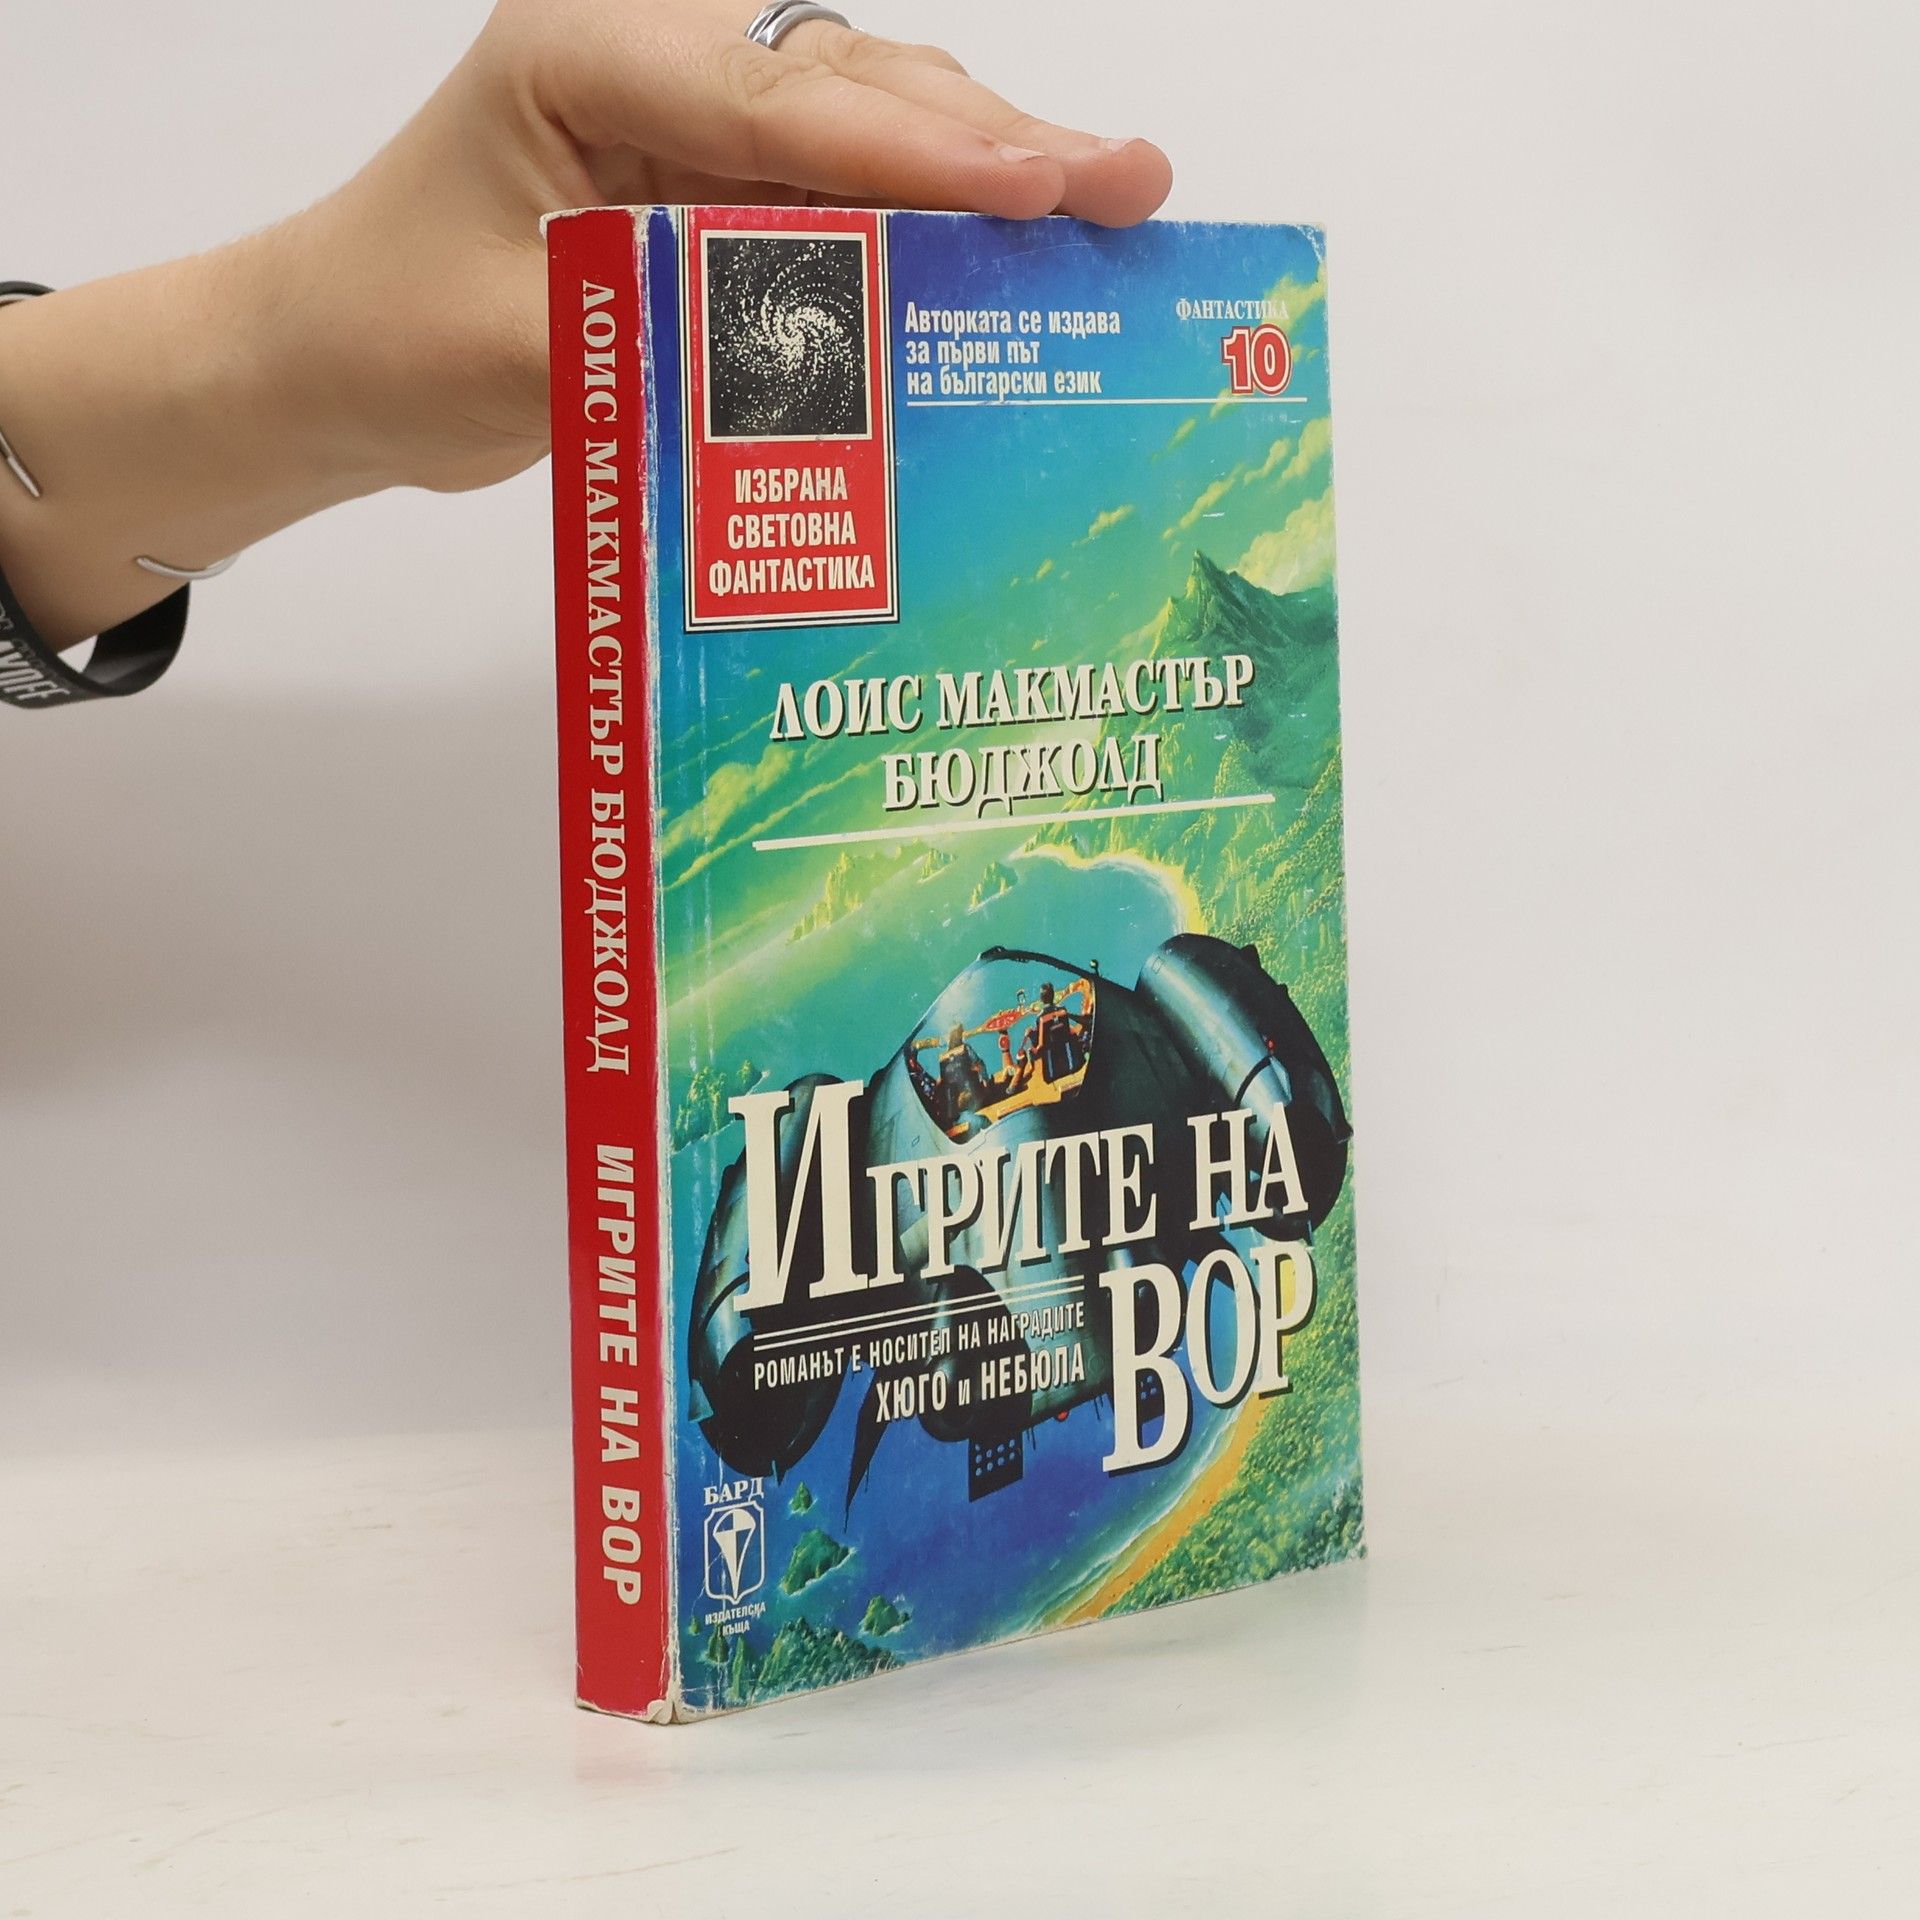 ЛОИС МАКМАСТЪР БЮДЖОЛД ИГРИТЕ НА ВОР
ИЗБРАНА
СВЕТОВНА
ФАНТАСТИКА
Авторката се издава
за първи път
на български език
ФАНТАСТИКА
10
ЛОИС МАКМАСТЪР
БЮДЖОЛД
ИГРИТЕ НА
ВОР
РОМАНЪТ Е НОСИТЕЛ НА НАГРАДИТЕ
ХЮГО и НЕБЮЛА
БАРД
ИЗДАТЕЛСКА
КЪЩА